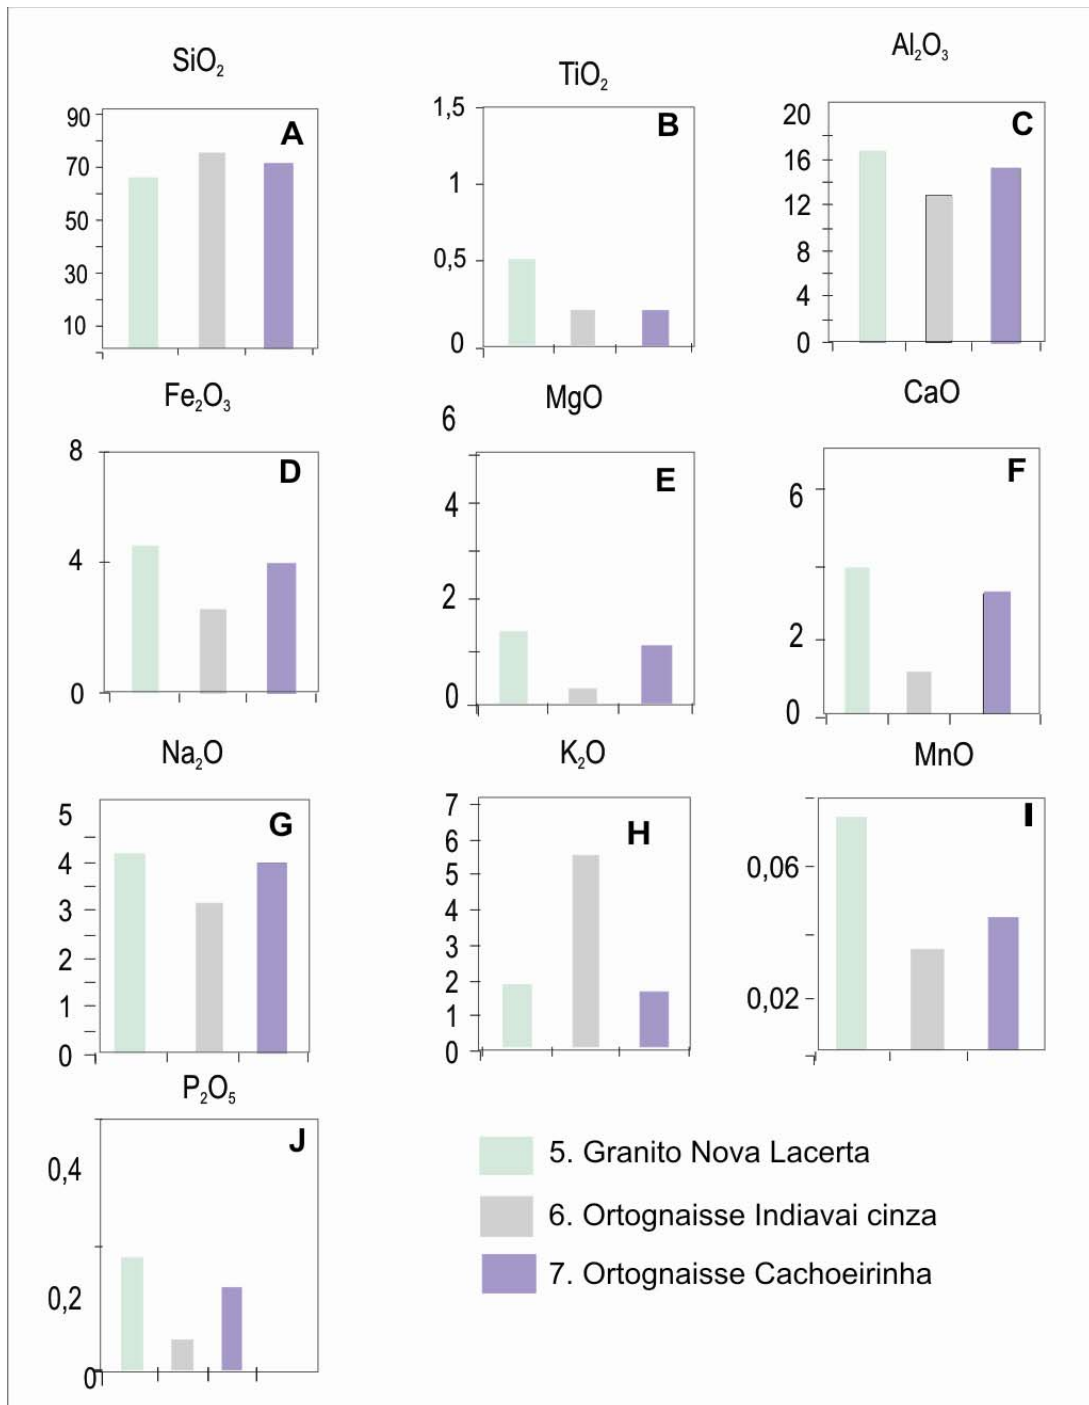 SiO₂
90
70
50
30
10
A
TiO₂
1,5
1
0,5
0
B
Al₂O₃
20
16
12
8
4
0
C
Fe₂O₃
8
4
0
D
MgO
6
4
2
0
E
CaO
6
2
0
F
Na₂O
5
4
3
2
1
0
G
K₂O
7
6
5
4
3
2
1
0
H
MnO
0,06
0,02
I
P₂O₅
0,4
0,2
0
J
5. Granito Nova Lacerta
6. Ortognaisse Indiavai cinza
7. Ortognaisse Cachoeirinha